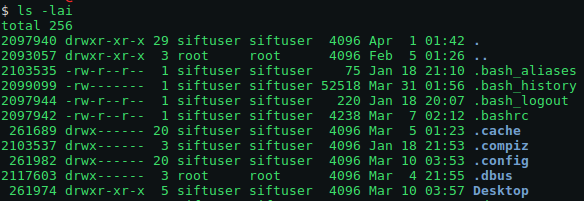 $ ls -lai
total 256
2097940 drwxr-xr-x 29 siftuser siftuser  4096 Apr  1 01:42 .
2093057 drwxr-xr-x  3 root     root      4096 Feb  5 01:26 ..
2103535 -rw-r--r--  1 siftuser siftuser    75 Jan 18 21:10 .bash_aliases
2099099 -rw-------  1 siftuser siftuser 52518 Mar 31 01:56 .bash_history
2097944 -rw-r--r--  1 siftuser siftuser   220 Jan 18 20:07 .bash_logout
2097942 -rw-r--r--  1 siftuser siftuser  4238 Mar  7 02:12 .bashrc
 261689 drwx------ 20 siftuser siftuser  4096 Mar  5 01:23 .cache
2103537 drwx------  3 siftuser siftuser  4096 Jan 18 21:53 .compiz
 261982 drwx------ 20 siftuser siftuser  4096 Mar 10 03:53 .config
2117603 drwx------  3 root     root      4096 Mar  4 21:55 .dbus
 261974 drwxr-xr-x  5 siftuser siftuser  4096 Mar 10 03:57 Desktop